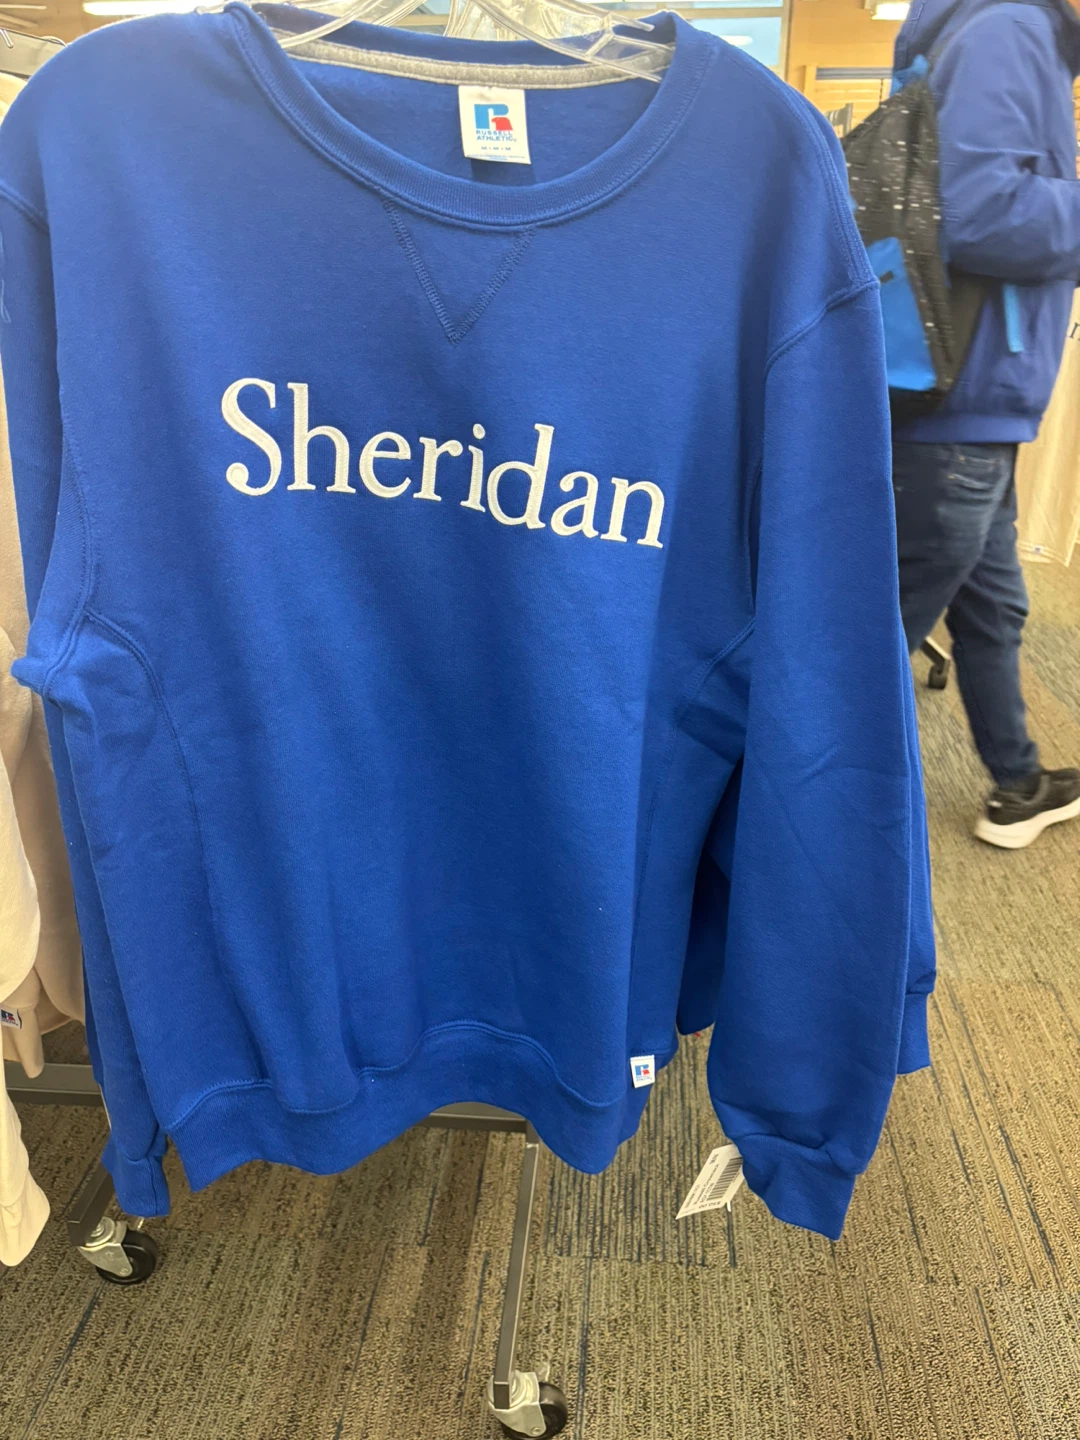 RUSSELL
ATHLETIC
M / M / M
Sheridan